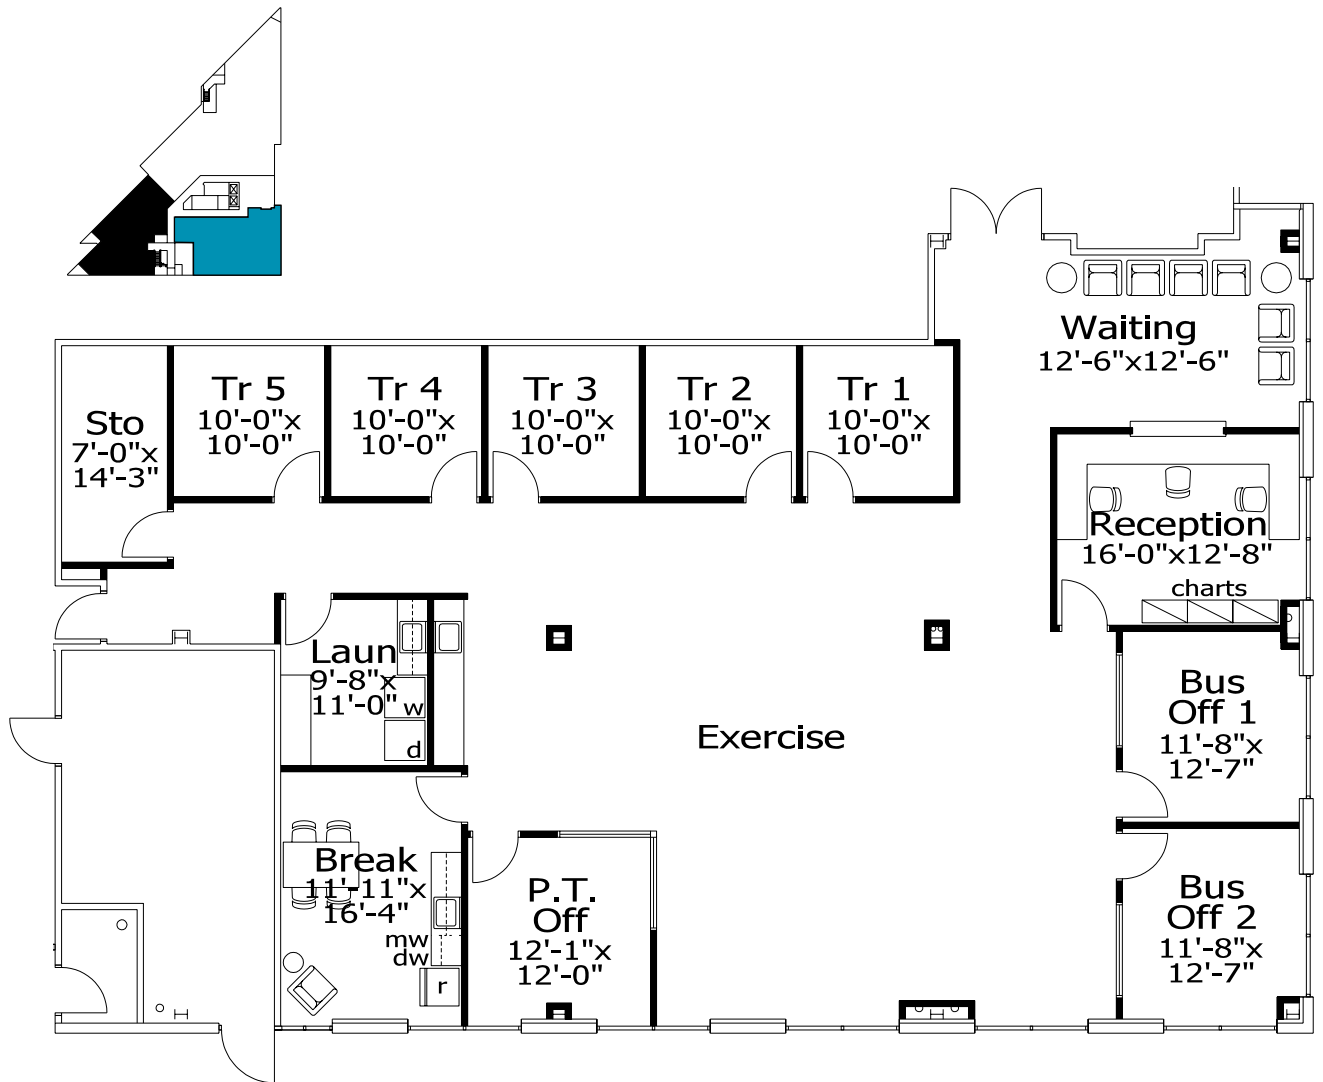 Waiting
12'-6"x12'-6"
Tr 5
10'-0"x
10'-0"
Tr 4
10'-0"x
10'-0"
Tr 3
10'-0"x
10'-0"
Tr 2
10'-0"x
10'-0"
Tr 1
10'-0"x
10'-0"
Sto
7'-0"x
14'-3"
Reception
16'-0"x12'-8"
charts
Laun
9'-8"x
11'-0"
w
d
Exercise
Bus
Off 1
11'-8"x
12'-7"
Break
11'-11"x
16'-4"
mw
dw
r
P.T.
Off
12'-1"x
12'-0"
Bus
Off 2
11'-8"x
12'-7"